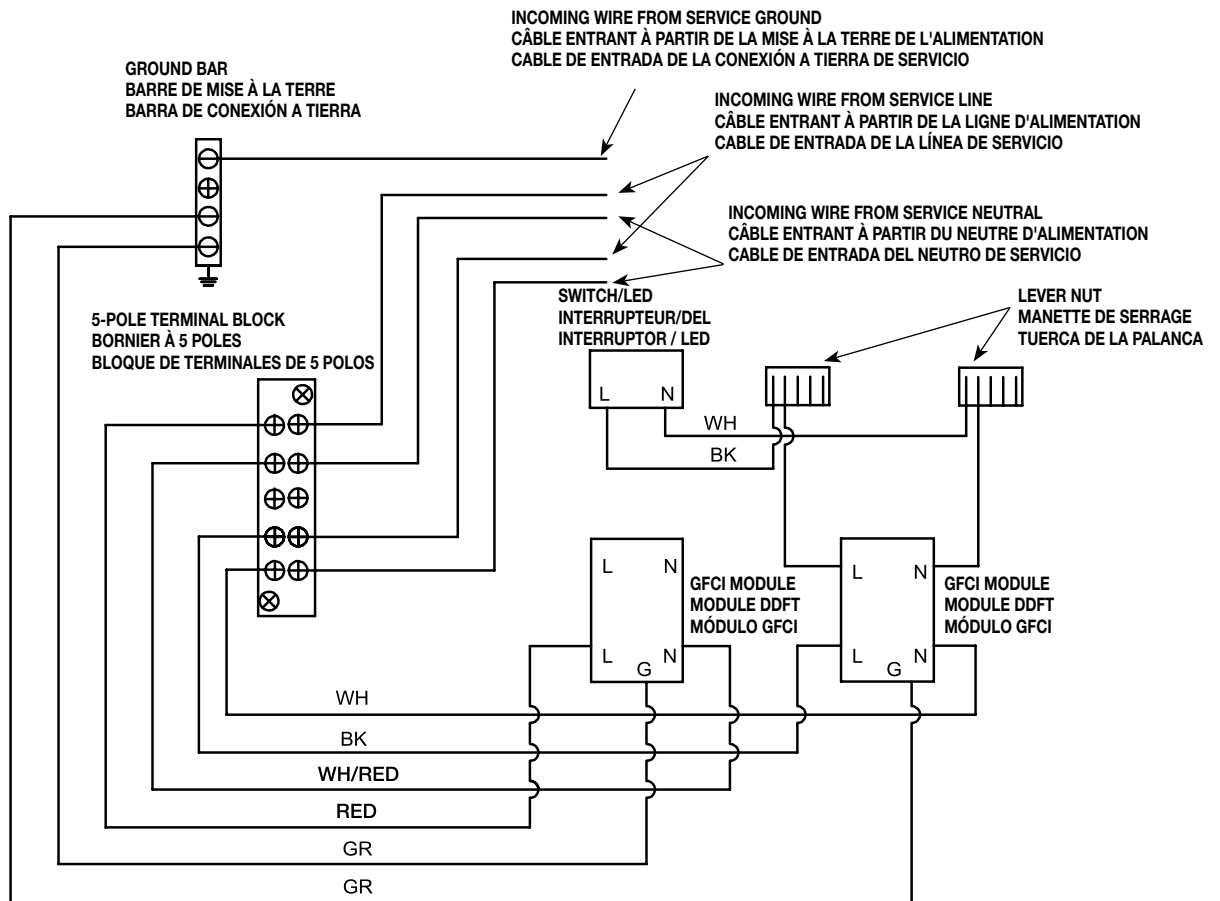 INCOMING WIRE FROM SERVICE GROUND
CÂBLE ENTRANT À PARTIR DE LA MISE À LA TERRE DE L'ALIMENTATION
CABLE DE ENTRADA DE LA CONEXIÓN A TIERRA DE SERVICIO
GROUND BAR
BARRE DE MISE À LA TERRE
BARRA DE CONEXIÓN A TIERRA
INCOMING WIRE FROM SERVICE LINE
CÂBLE ENTRANT À PARTIR DE LA LIGNE D'ALIMENTATION
CABLE DE ENTRADA DE LA LÍNEA DE SERVICIO
INCOMING WIRE FROM SERVICE NEUTRAL
CÂBLE ENTRANT À PARTIR DU NEUTRE D'ALIMENTATION
CABLE DE ENTRADA DEL NEUTRO DE SERVICIO
SWITCH/LED
INTERRUPTEUR/DEL
INTERRUPTOR / LED
LEVER NUT
MANETTE DE SERRAGE
TUERCA DE LA PALANCA
5-POLE TERMINAL BLOCK
BORNIER À 5 POLES
BLOQUE DE TERMINALES DE 5 POLOS
L N
WH
BK
L N
L N
GFCI MODULE
MODULE DDFT
MÓDULO GFCI
GFCI MODULE
MODULE DDFT
MÓDULO GFCI
L G N
L G N
WH
BK
WH/RED
RED
GR
GR